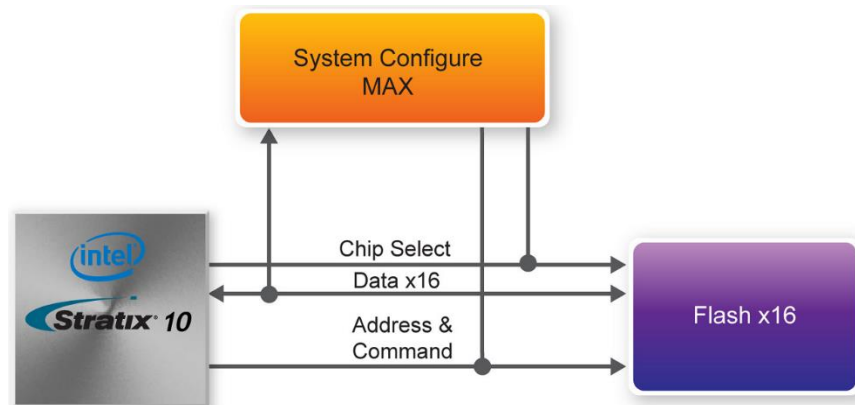 System Configure
MAX
Chip Select
Data x16
Address &
Command
intel
Stratix® 10
Flash x16